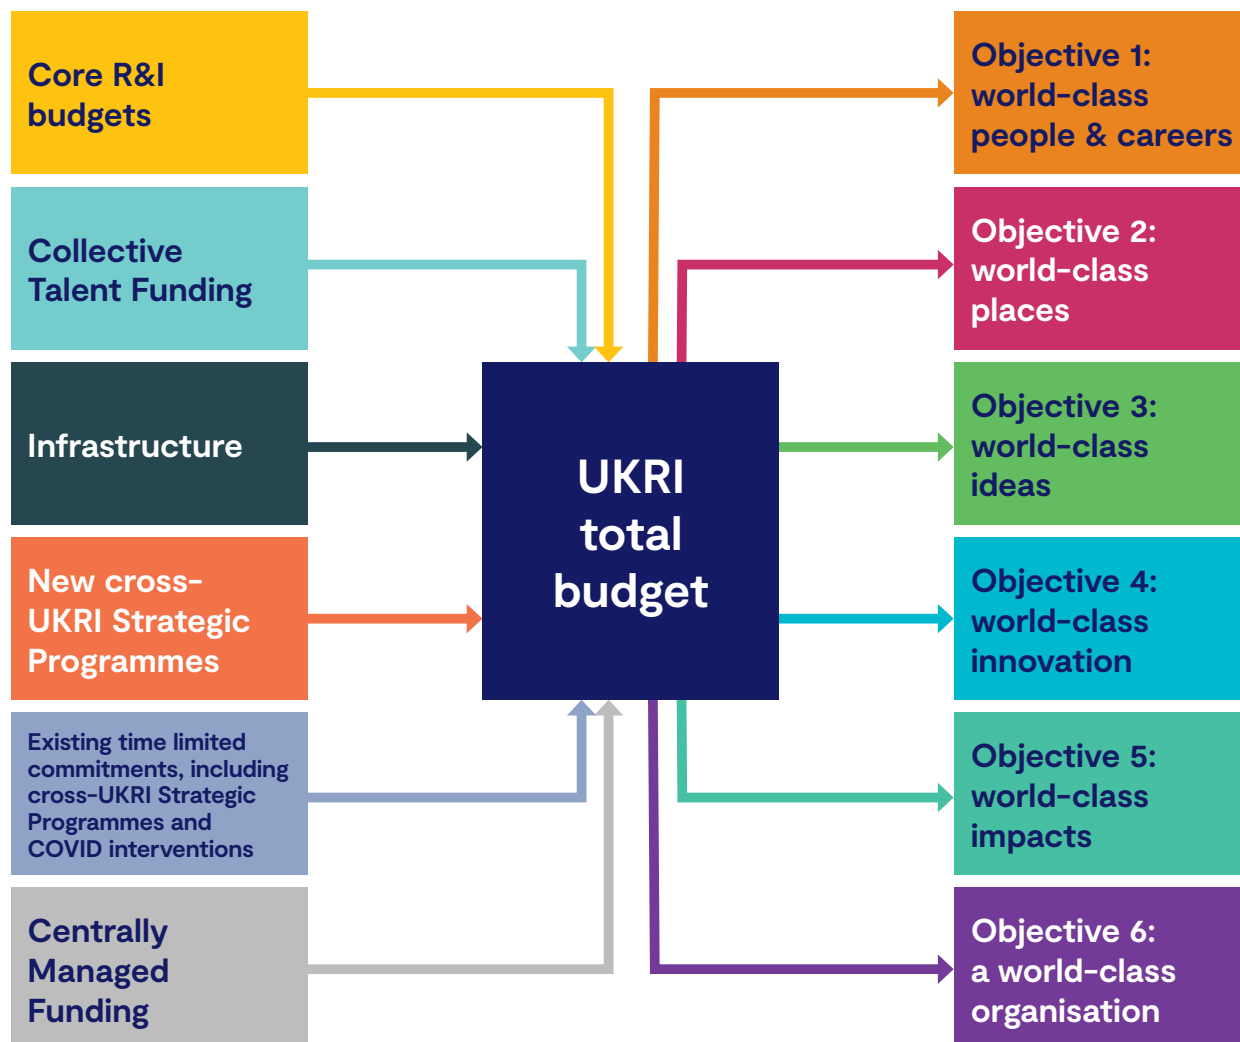 Core R&I
budgets
Collective
Talent Funding
Infrastructure
New cross-
UKRI Strategic
Programmes
Existing time limited
commitments, including
cross-UKRI Strategic
Programmes and
COVID interventions
Centrally
Managed
Funding
UKRI
total
budget
Objective 1:
world-class
people & careers
Objective 2:
world-class
places
Objective 3:
world-class
ideas
Objective 4:
world-class
innovation
Objective 5:
world-class
impacts
Objective 6:
a world-class
organisation